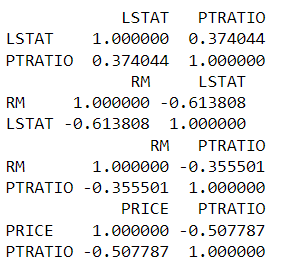 LSTAT PTRATIO
LSTAT 1.000000 0.374044
PTRATIO 0.374044 1.000000
RM LSTAT
RM 1.000000 -0.613808
LSTAT -0.613808 1.000000
RM PTRATIO
RM 1.000000 -0.355501
PTRATIO -0.355501 1.000000
PRICE PTRATIO
PRICE 1.000000 -0.507787
PTRATIO -0.507787 1.000000